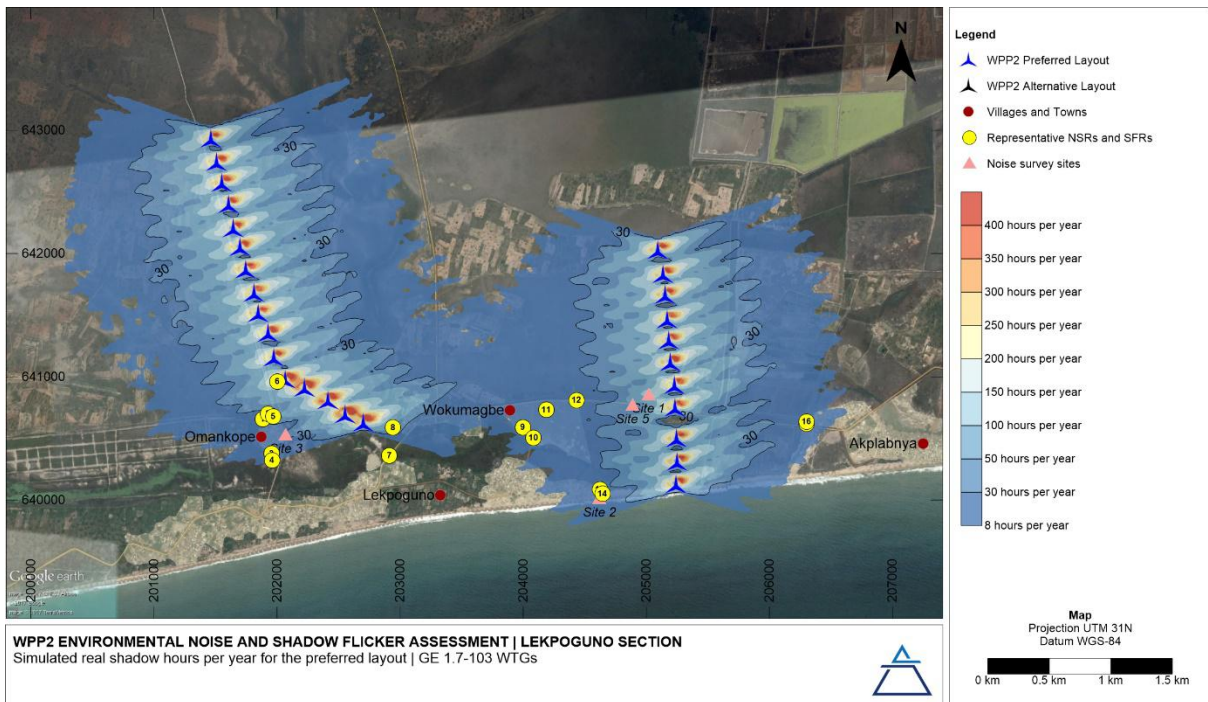 N
643000
642000
641000
640000
200000
201000
202000
203000
204000
205000
206000
207000
30
30
30
30
30
30
30
30
30
30
6
5
Omankope
Site 3
4
8
7
Lekpoguno
Wokumagbe
9
10
11
12
Site 1
Site 5
14
Site 2
16
Akplabnya
Google earth
Legend
WPP2 Preferred Layout
WPP2 Alternative Layout
Villages and Towns
Representative NSRs and SFRs
Noise survey sites
400 hours per year
350 hours per year
300 hours per year
250 hours per year
200 hours per year
150 hours per year
100 hours per year
50 hours per year
30 hours per year
8 hours per year
Map
Projection UTM 31N
Datum WGS-84
0 km 0.5 km 1 km 1.5 km
WPP2 ENVIRONMENTAL NOISE AND SHADOW FLICKER ASSESSMENT | LEKPOGUNO SECTION
Simulated real shadow hours per year for the preferred layout | GE 1.7-103 WTGs